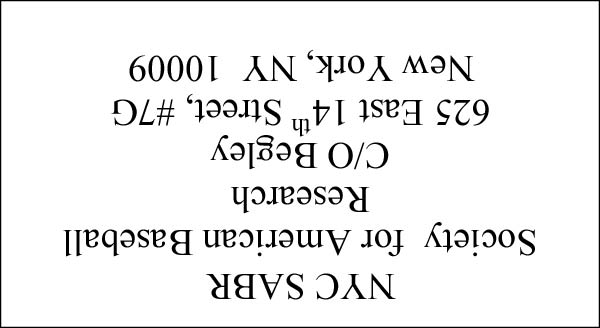 NYC SABR
Society for American Baseball
Research
C/O Begley
625 East 14th Street, #7G
New York, NY 10009